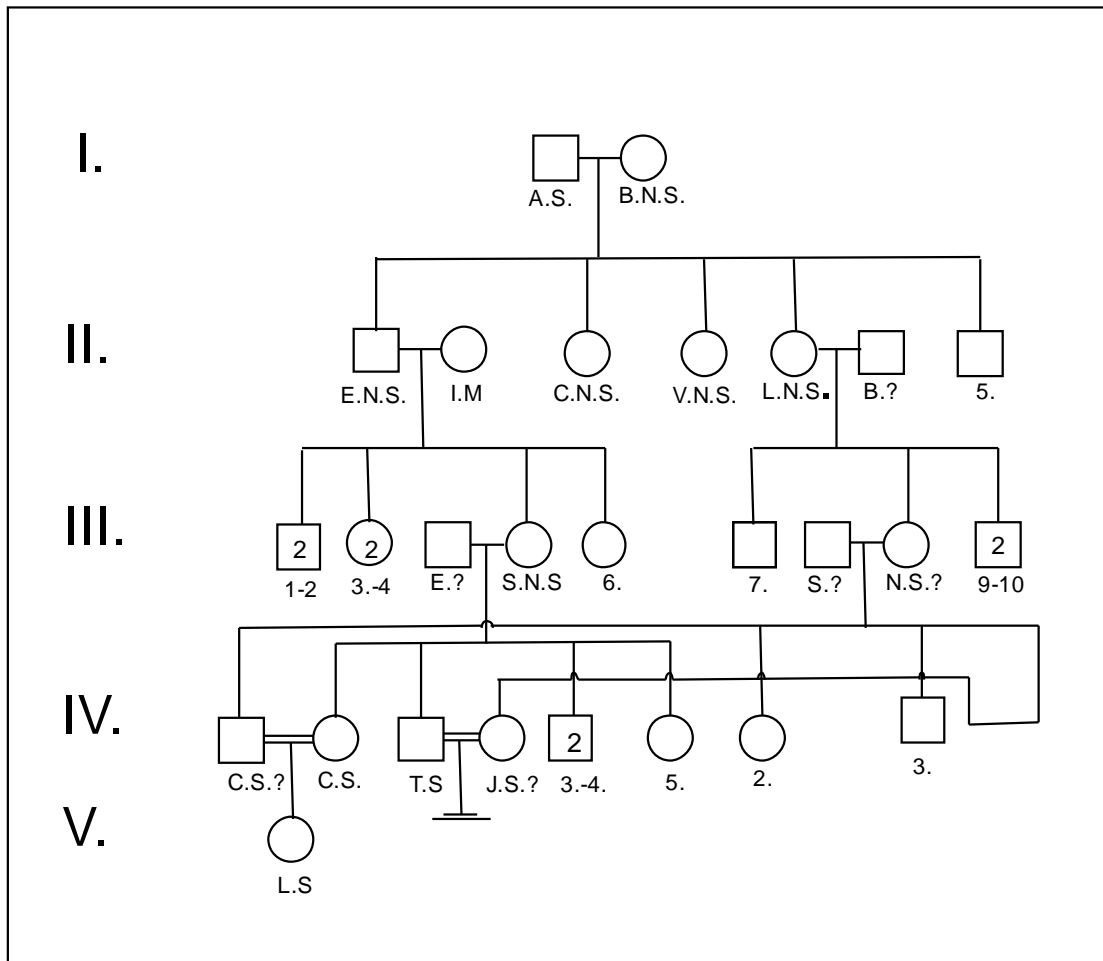 I.
A.S. B.N.S.
II.
E.N.S. I.M C.N.S. V.N.S. L.N.S. B.? 5.
III.
2 2 2
1-2 3.-4 E.? S.N.S 6. 7. S.? N.S.? 9-10
IV.
2
C.S.? C.S. T.S J.S.? 3.-4. 5. 2. 3.
V.
L.S